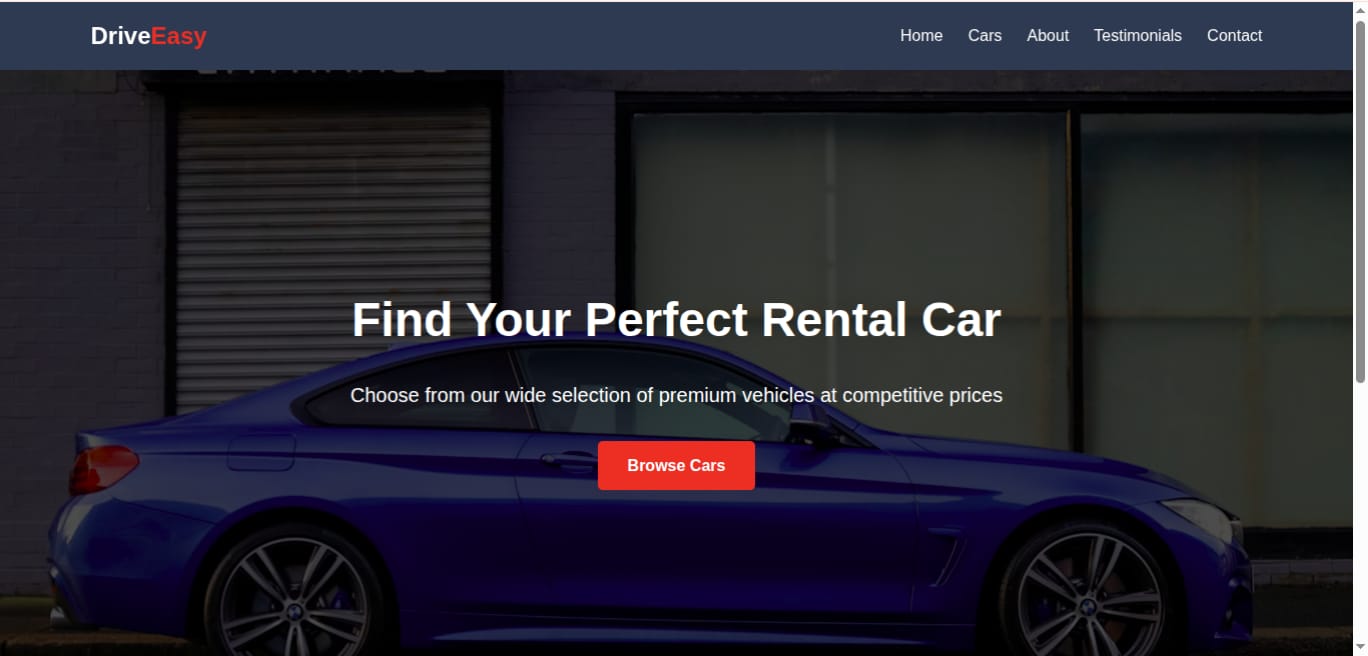 DriveEasy
Home Cars About Testimonials Contact
Find Your Perfect Rental Car
Choose from our wide selection of premium vehicles at competitive prices
Browse Cars